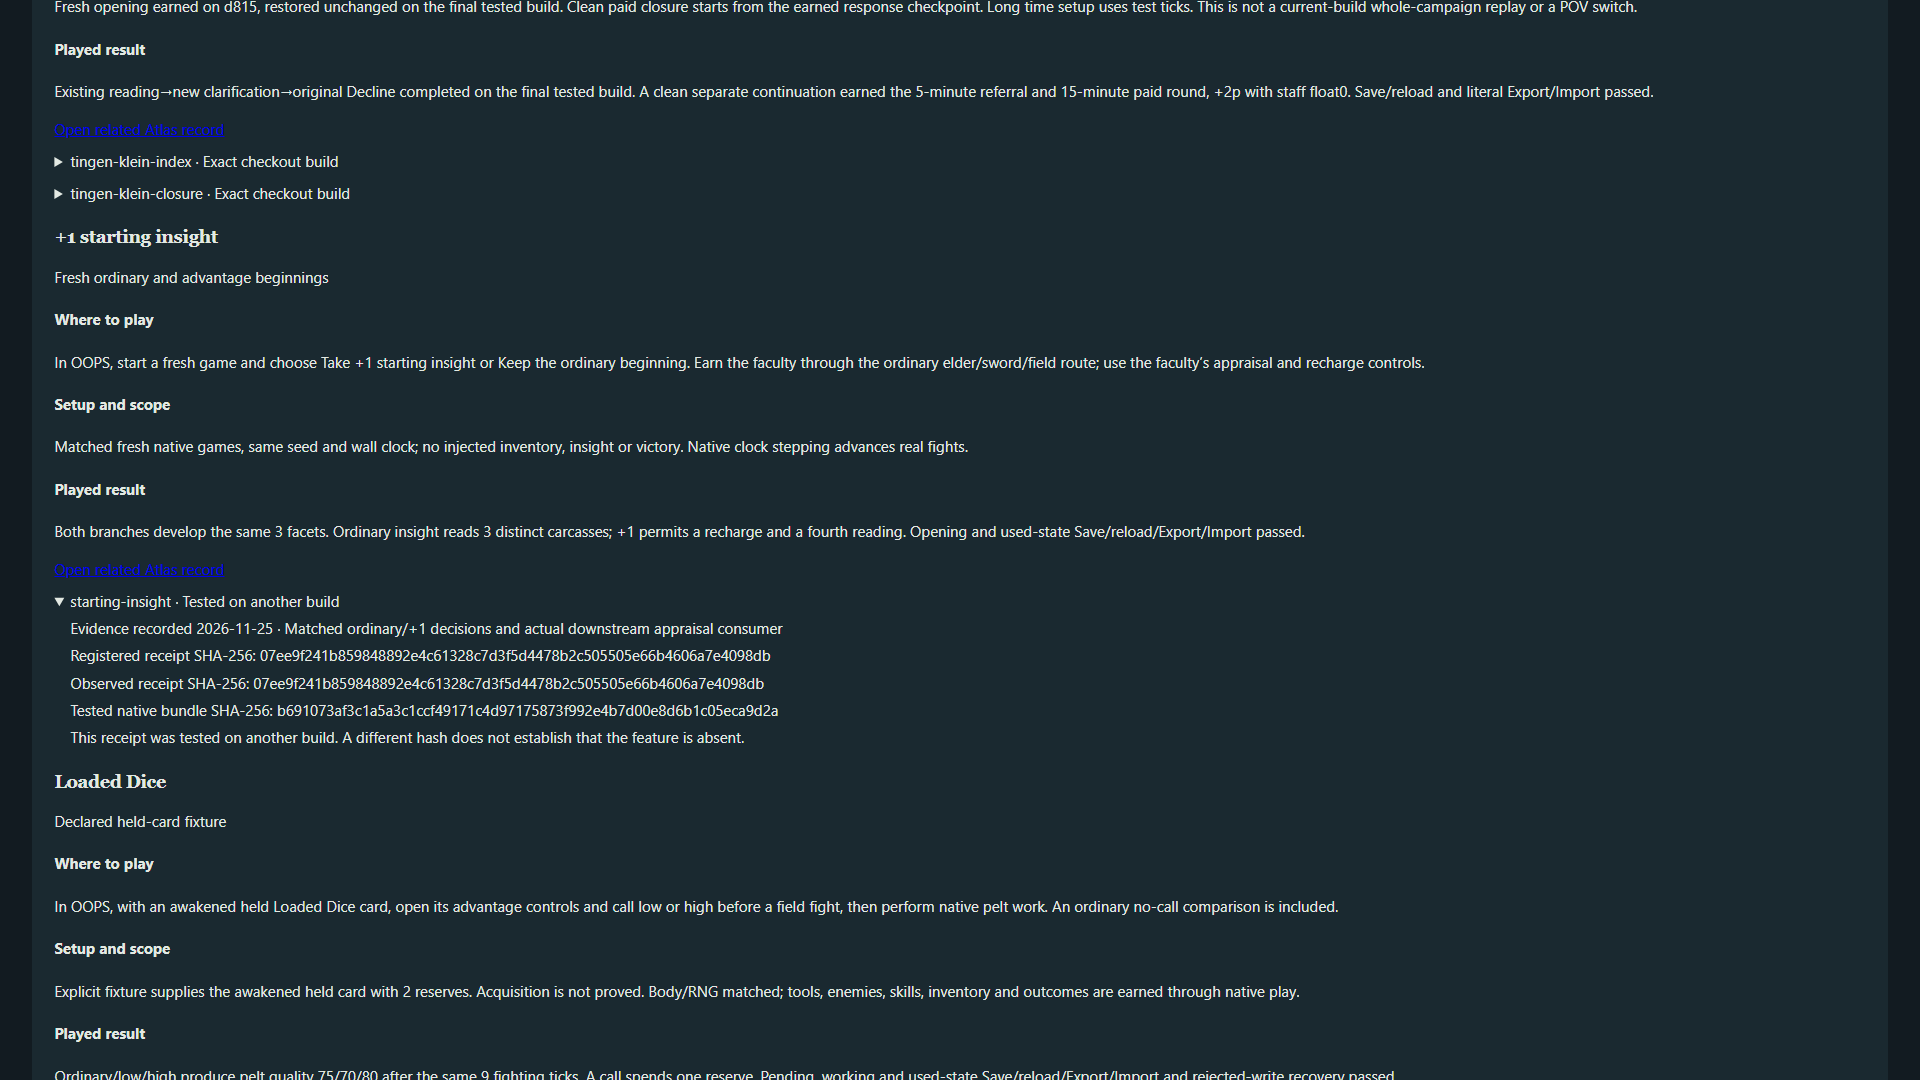 Fresh opening earned on d815, restored unchanged on the final tested build. Clean paid closure starts from the earned response checkpoint. Long time setup uses test ticks. This is not a current-build whole-campaign replay or a POV switch.
Played result
Existing reading→new clarification→original Decline completed on the final tested build. A clean separate continuation earned the 5-minute referral and 15-minute paid round, +2p with staff float0. Save/reload and literal Export/Import passed.
Open related Atlas record
▶ tingen-klein-index · Exact checkout build
▶ tingen-klein-closure · Exact checkout build
+1 starting insight
Fresh ordinary and advantage beginnings
Where to play
In OOPS, start a fresh game and choose Take +1 starting insight or Keep the ordinary beginning. Earn the faculty through the ordinary elder/sword/field route; use the faculty's appraisal and recharge controls.
Setup and scope
Matched fresh native games, same seed and wall clock; no injected inventory, insight or victory. Native clock stepping advances real fights.
Played result
Both branches develop the same 3 facets. Ordinary insight reads 3 distinct carcasses; +1 permits a recharge and a fourth reading. Opening and used-state Save/reload/Export/Import passed.
Open related Atlas record
▼ starting-insight · Tested on another build
Evidence recorded 2026-11-25 · Matched ordinary/+1 decisions and actual downstream appraisal consumer
Registered receipt SHA-256: 07ee9f241b859848892e4c61328c7d3f5d4478b2c505505e66b4606a7e4098db
Observed receipt SHA-256: 07ee9f241b859848892e4c61328c7d3f5d4478b2c505505e66b4606a7e4098db
Tested native bundle SHA-256: b691073af3c1a5a3c1ccf49171c4d97175873f992e4b7d00e8d6b1c05eca9d2a
This receipt was tested on another build. A different hash does not establish that the feature is absent.
Loaded Dice
Declared held-card fixture
Where to play
In OOPS, with an awakened held Loaded Dice card, open its advantage controls and call low or high before a field fight, then perform native pelt work. An ordinary no-call comparison is included.
Setup and scope
Explicit fixture supplies the awakened held card with 2 reserves. Acquisition is not proved. Body/RNG matched; tools, enemies, skills, inventory and outcomes are earned through native play.
Played result
Ordinary/low/high produce pelt quality 75/70/80 after the same 9 fighting ticks. A call spends one reserve. Pending, working and used-state Save/reload/Export/Import and rejected-write recovery passed.